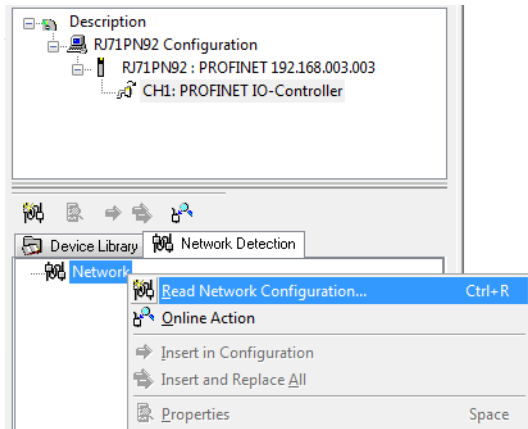 Description
RJ71PN92 Configuration
RJ71PN92 : PROFINET 192.168.003.003
CH1: PROFINET IO-Controller
Device Library Network Detection
Network
Read Network Configuration... Ctrl+R
Online Action
Insert in Configuration
Insert and Replace All
Properties Space